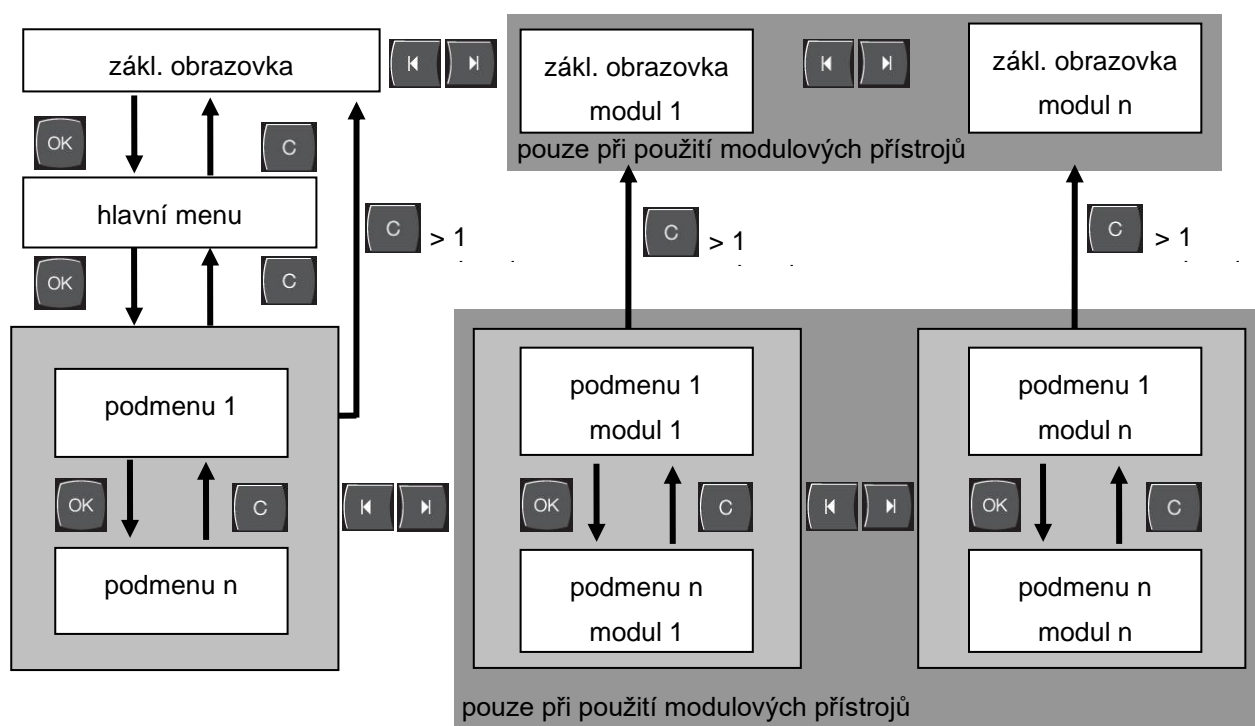 zákl. obrazovka
zákl. obrazovka
modul 1
zákl. obrazovka
modul n
pouze při použití modulových přístrojů
OK
C
hlavní menu
OK
C
C
> 1
C
> 1
C
> 1
podmenu 1
OK
C
podmenu n
podmenu 1
modul 1
OK
C
podmenu n
modul 1
podmenu 1
modul n
OK
C
podmenu n
modul n
pouze při použití modulových přístrojů